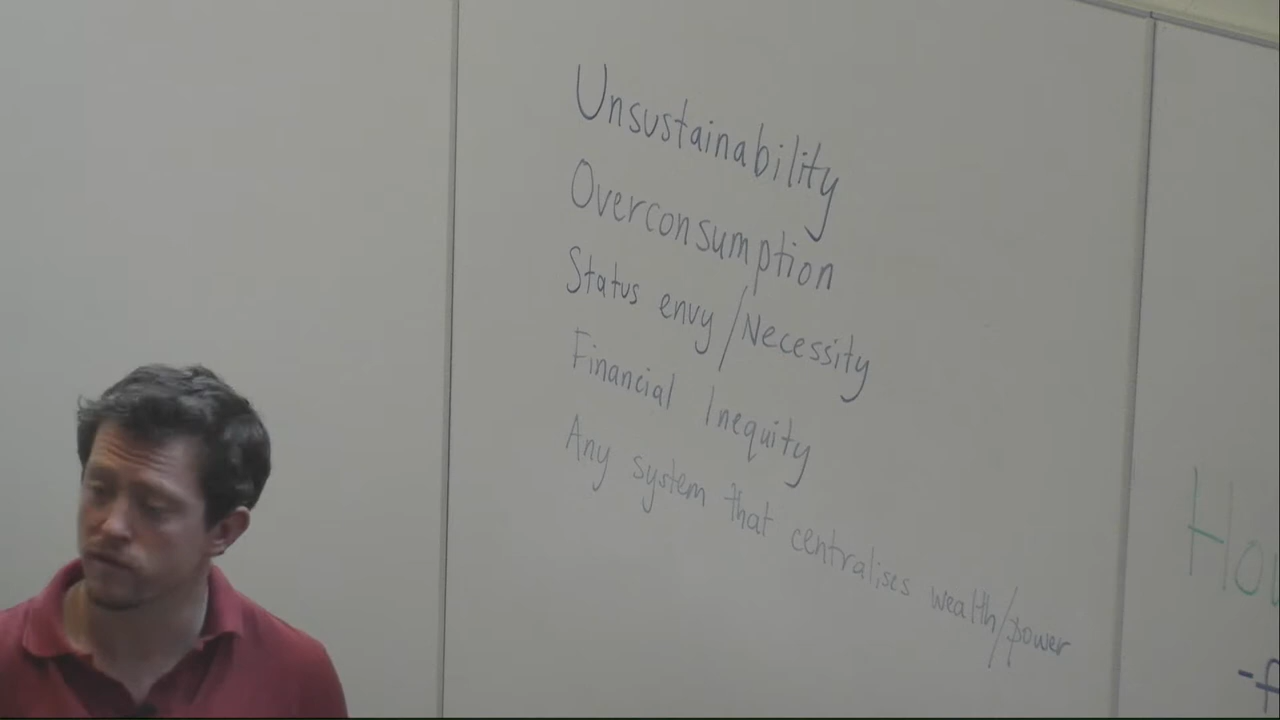 Unsustainability
Overconsumption
Status envy/Necessity
Financial Inequity
Any system that centralises wealth/power